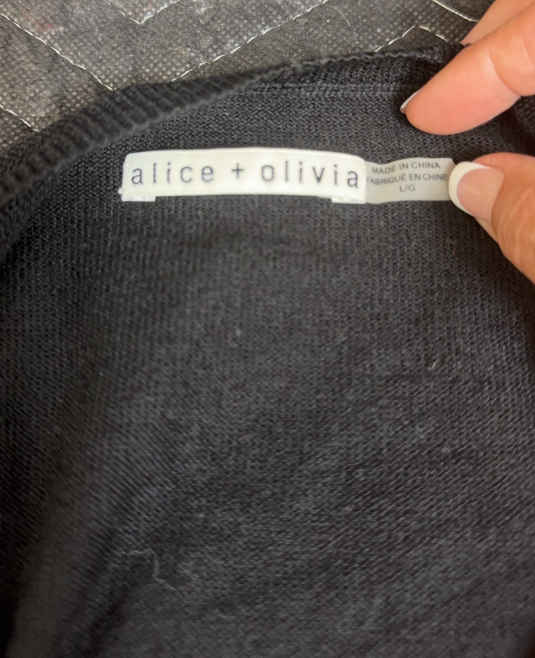 alice + olivia
MADE IN CHINA
FABRIQUÉ EN CHINE
L/G